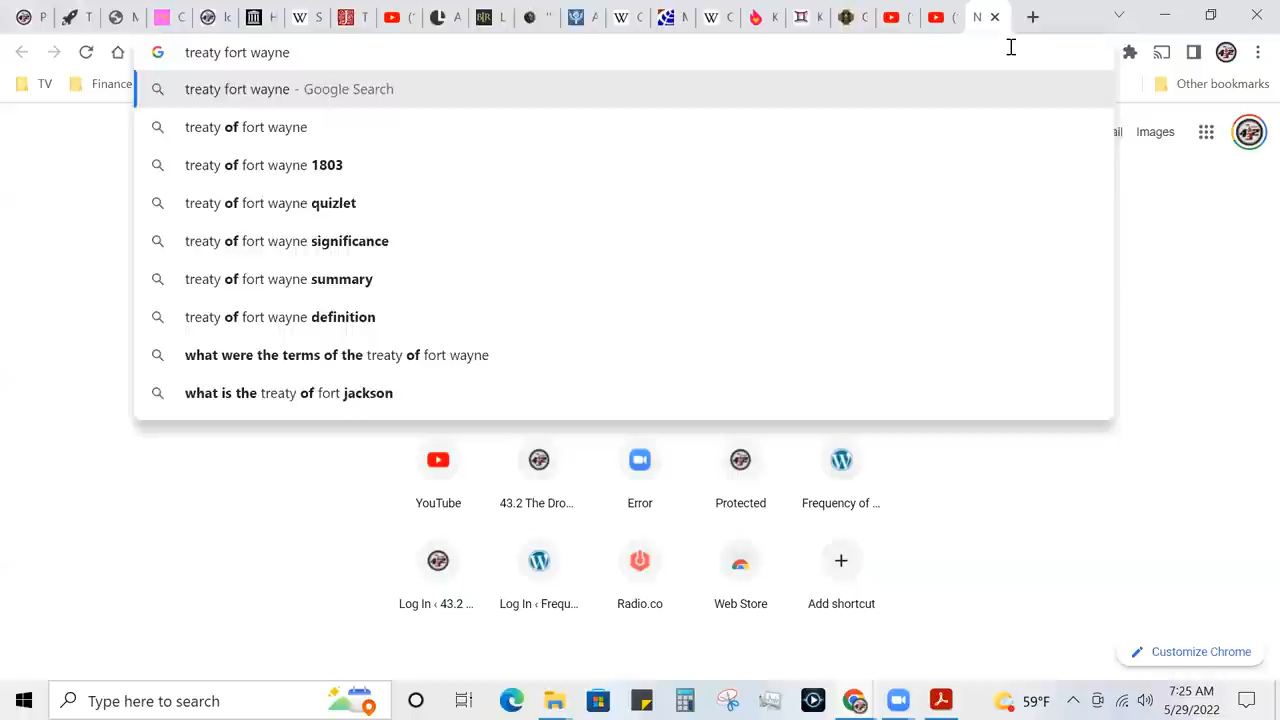 treaty fort wayne
TV
Finance
Other bookmarks
treaty fort wayne - Google Search
treaty of fort wayne
treaty of fort wayne 1803
treaty of fort wayne quizlet
treaty of fort wayne significance
treaty of fort wayne summary
treaty of fort wayne definition
what were the terms of the treaty of fort wayne
what is the treaty of fort jackson
Images
YouTube
43.2 The Dro...
Error
Protected
Frequency of ...
Log In ‹ 43.2 ...
Log In ‹ Frequ...
Radio.co
Web Store
Add shortcut
Customize Chrome
Type here to search
59°F
7:25 AM
5/29/2022